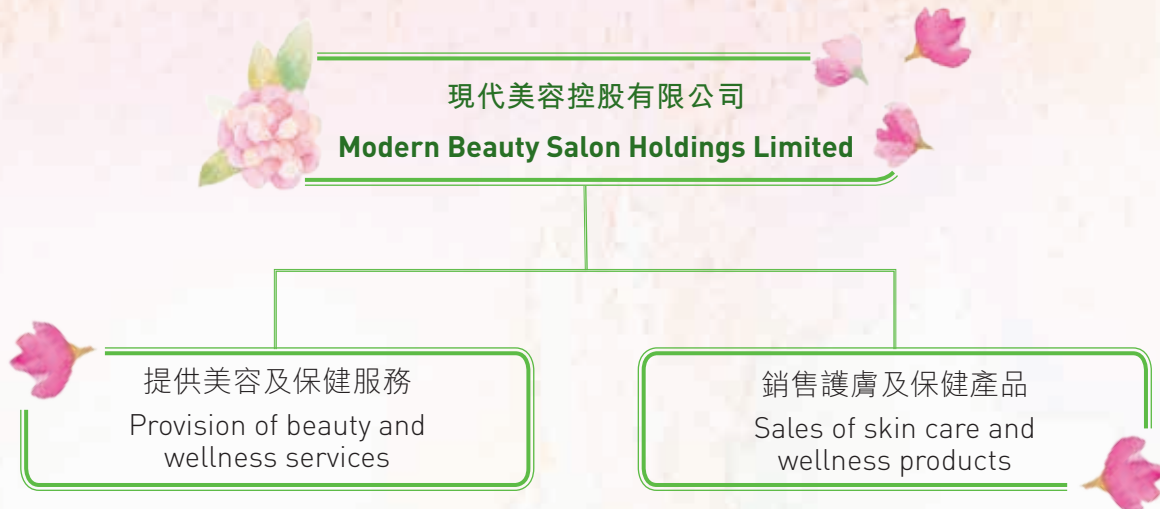 現代美容控股有限公司
Modern Beauty Salon Holdings Limited
提供美容及保健服務
Provision of beauty and
wellness services
銷售護膚及保健產品
Sales of skin care and
wellness products